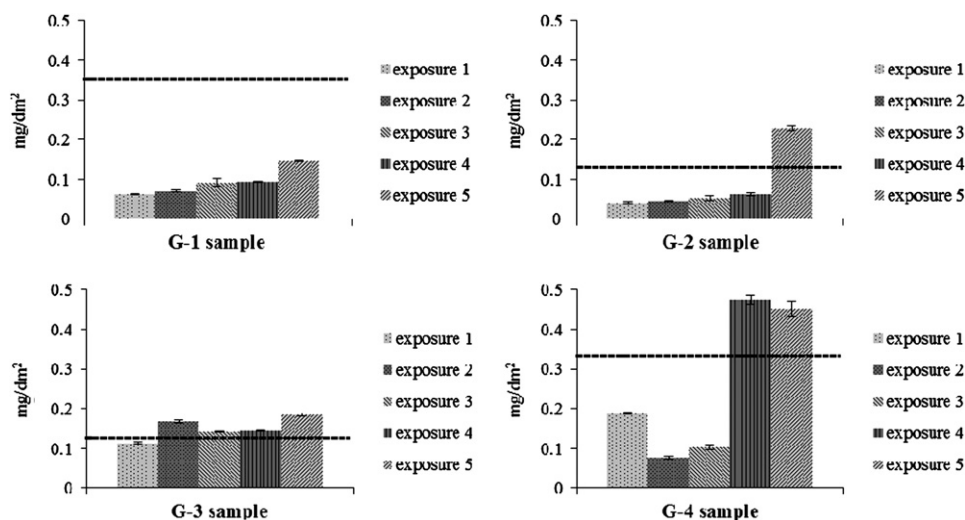 0.5
0.4
0.3
0.2
0.1
0
mg/dm²
exposure 1
exposure 2
exposure 3
exposure 4
exposure 5
G-1 sample
0.5
0.4
0.3
0.2
0.1
0
mg/dm²
exposure 1
exposure 2
exposure 3
exposure 4
exposure 5
G-2 sample
0.5
0.4
0.3
0.2
0.1
0
mg/dm²
exposure 1
exposure 2
exposure 3
exposure 4
exposure 5
G-3 sample
0.5
0.4
0.3
0.2
0.1
0
mg/dm²
exposure 1
exposure 2
exposure 3
exposure 4
exposure 5
G-4 sample